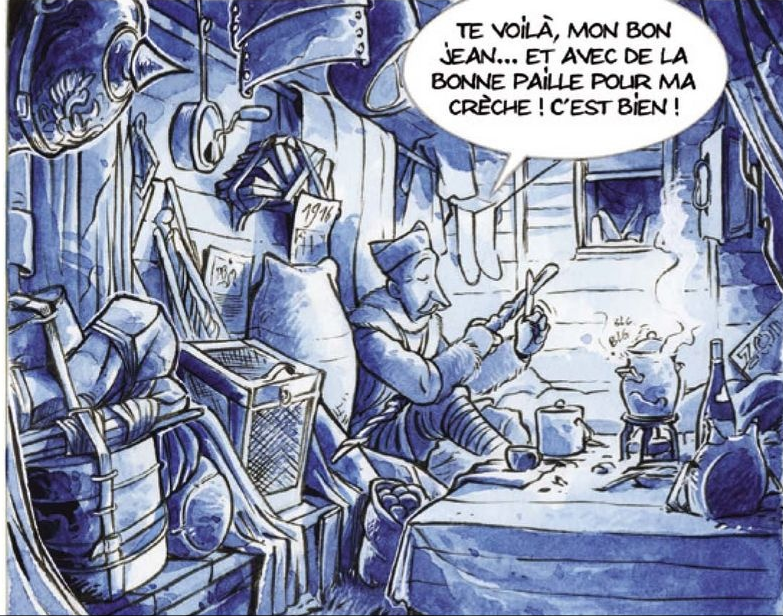 TE VOILÀ, MON BON
JEAN... ET AVEC DE LA
BONNE PAILLE POUR MA
CRÈCHE ! C'EST BIEN !
1916
BLG
BLG